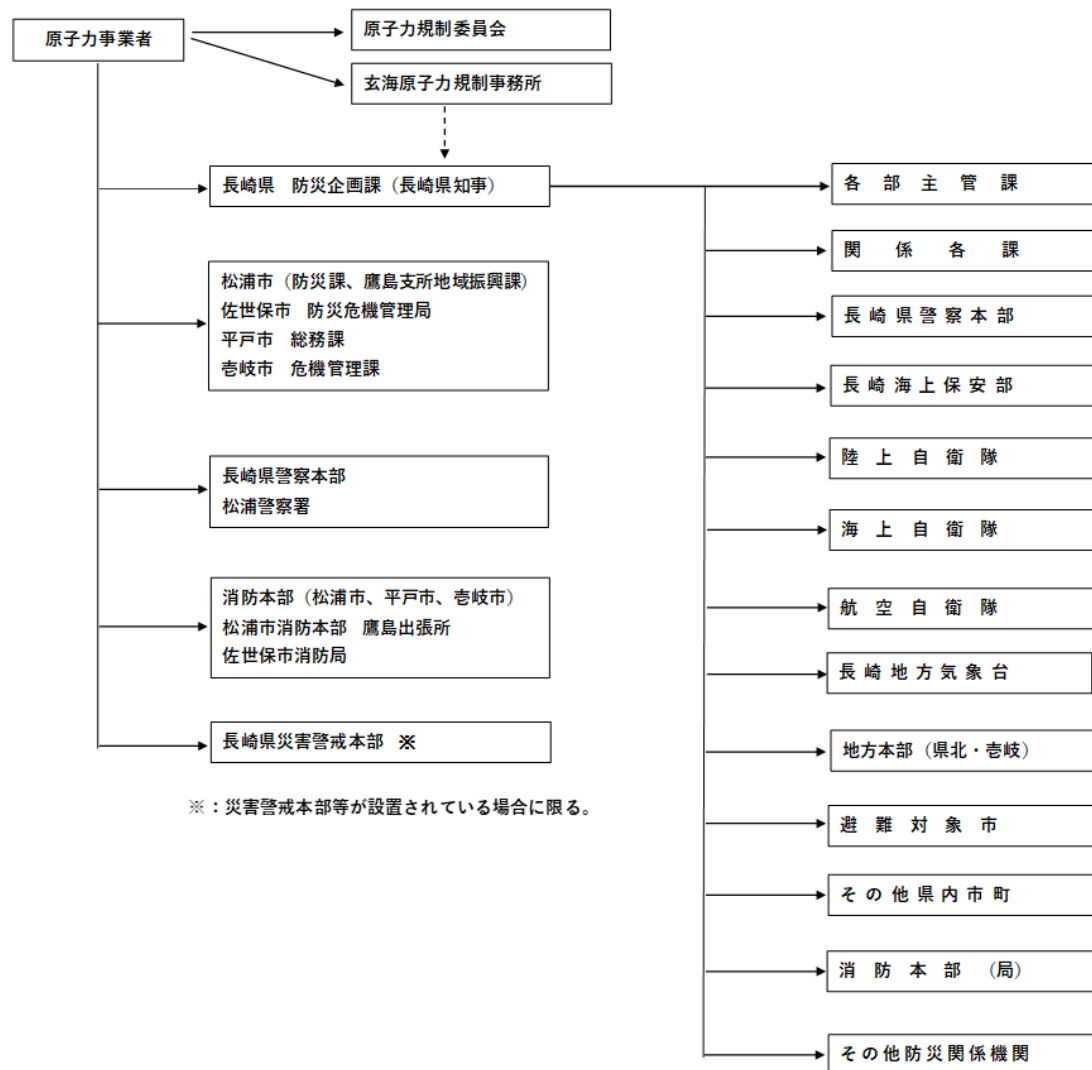 原子力事業者
原子力規制委員会
玄海原子力規制事務所
長崎県　防災企画課（長崎県知事）
松浦市（防災課、鷹島支所地域振興課）
佐世保市　防災危機管理局
平戸市　総務課
壱岐市　危機管理課
長崎県警察本部
松浦警察署
消防本部（松浦市、平戸市、壱岐市）
松浦市消防本部　鷹島出張所
佐世保市消防局
長崎県災害警戒本部　※
※：災害警戒本部等が設置されている場合に限る。
各部主管課
関係各課
長崎県警察本部
長崎海上保安部
陸上自衛隊
海上自衛隊
航空自衛隊
長崎地方気象台
地方本部（県北・壱岐）
避難対象市
その他県内市町
消防本部（局）
その他防災関係機関